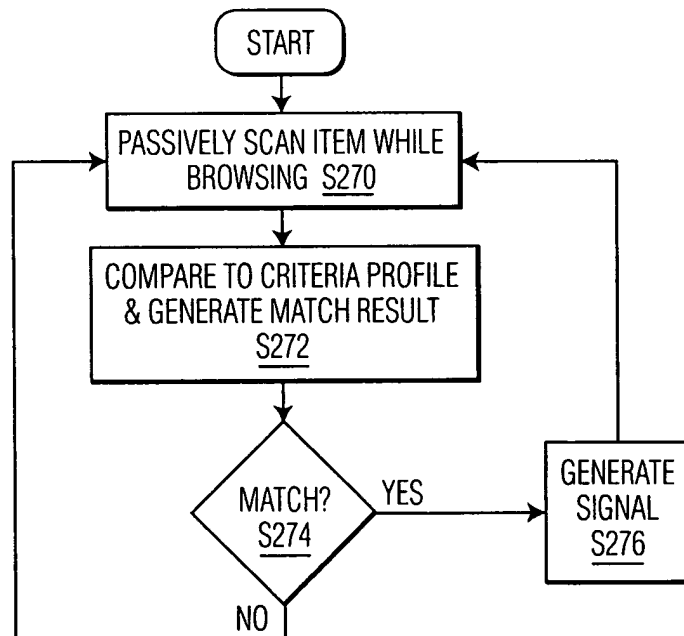 START
PASSIVELY SCAN ITEM WHILE
BROWSING S270
COMPARE TO CRITERIA PROFILE
& GENERATE MATCH RESULT
S272
MATCH?
S274
YES
GENERATE
SIGNAL
S276
NO